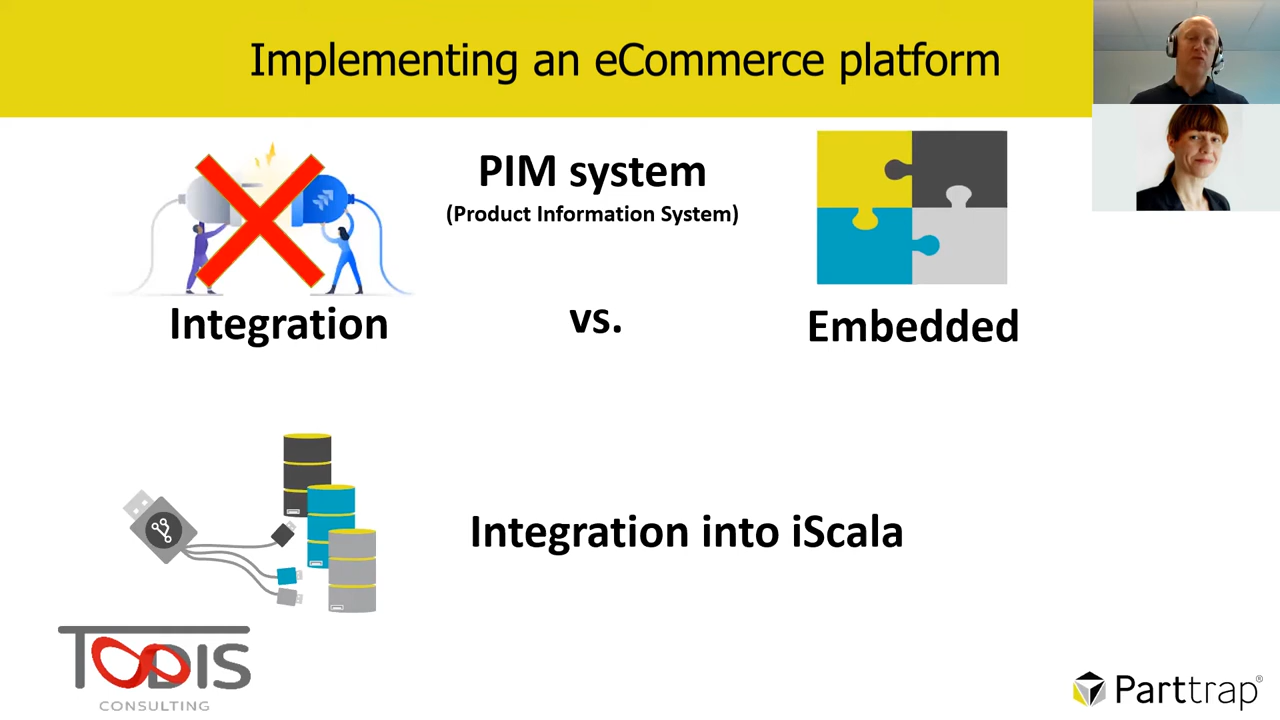 Implementing an eCommerce platform
PIM system
(Product Information System)
Integration
vs.
Embedded
Integration into iScala
TODIS
CONSULTING
Parttrap®